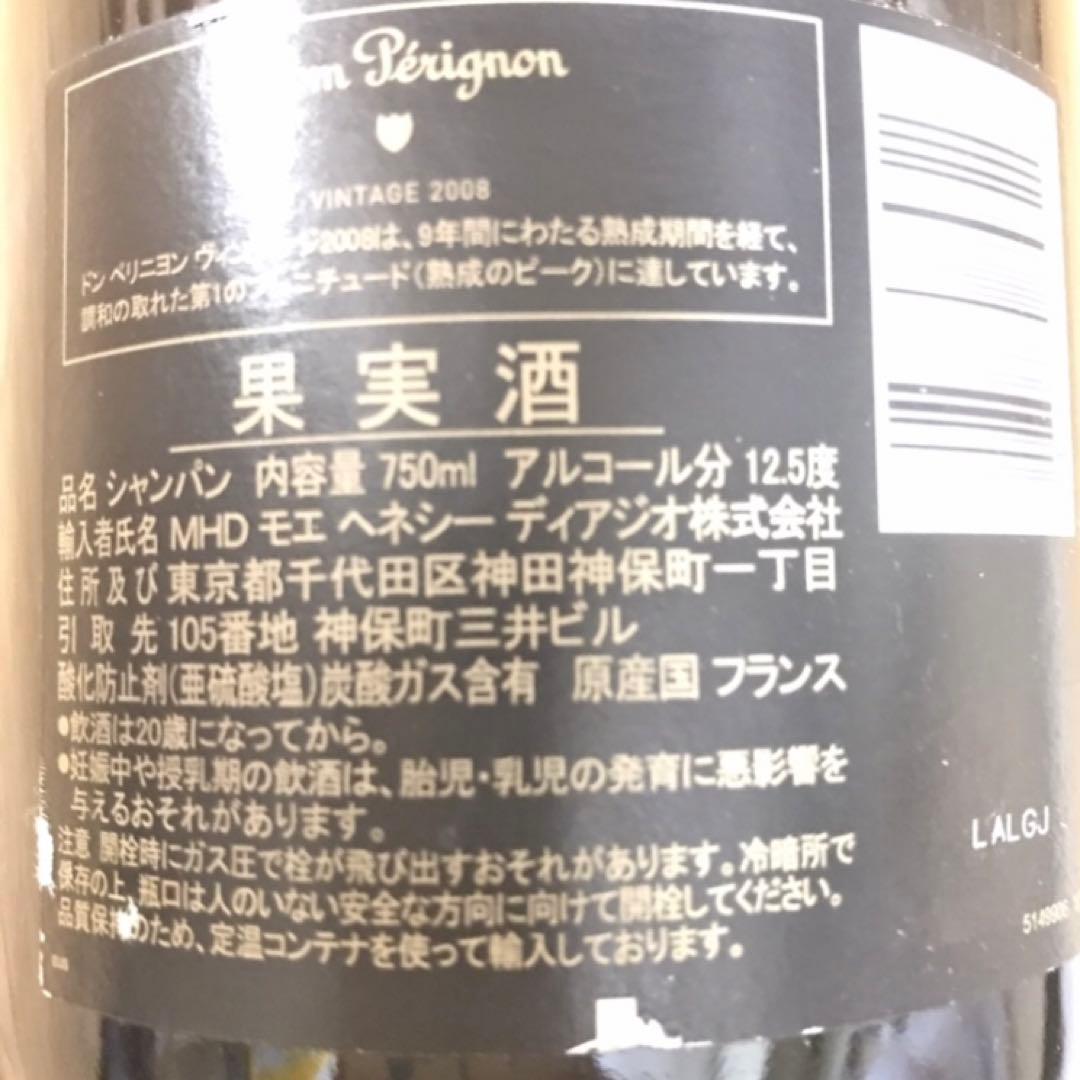 Pérignon
VINTAGE 2008
ドン ペリニヨン 2008は、9年間にわたる熟成期間を経て、
調和の取れた第1の ニチュード(熟成のピーク)に達しています。
果実酒
品名 シャンパン 内容量 750ml アルコール分 12.5度
輸入者氏名 MHD モエ ヘネシー ディアジオ株式会社
住所及び 東京都千代田区神田神保町一丁目
引取先 105番地 神保町三井ビル
酸化防止剤(亜硫酸塩)炭酸ガス含有 原産国 フランス
•飲酒は20歳になってから。
•妊娠中や授乳期の飲酒は、胎児・乳児の発育に悪影響を
与えるおそれがあります。
注意 開栓時にガス圧で栓が飛び出すおそれがあります。冷暗所で
保存の上、瓶口は人のいない安全な方向に向けて開栓してください。
品質保持のため、定温コンテナを使って輸入しております。
LALGJ